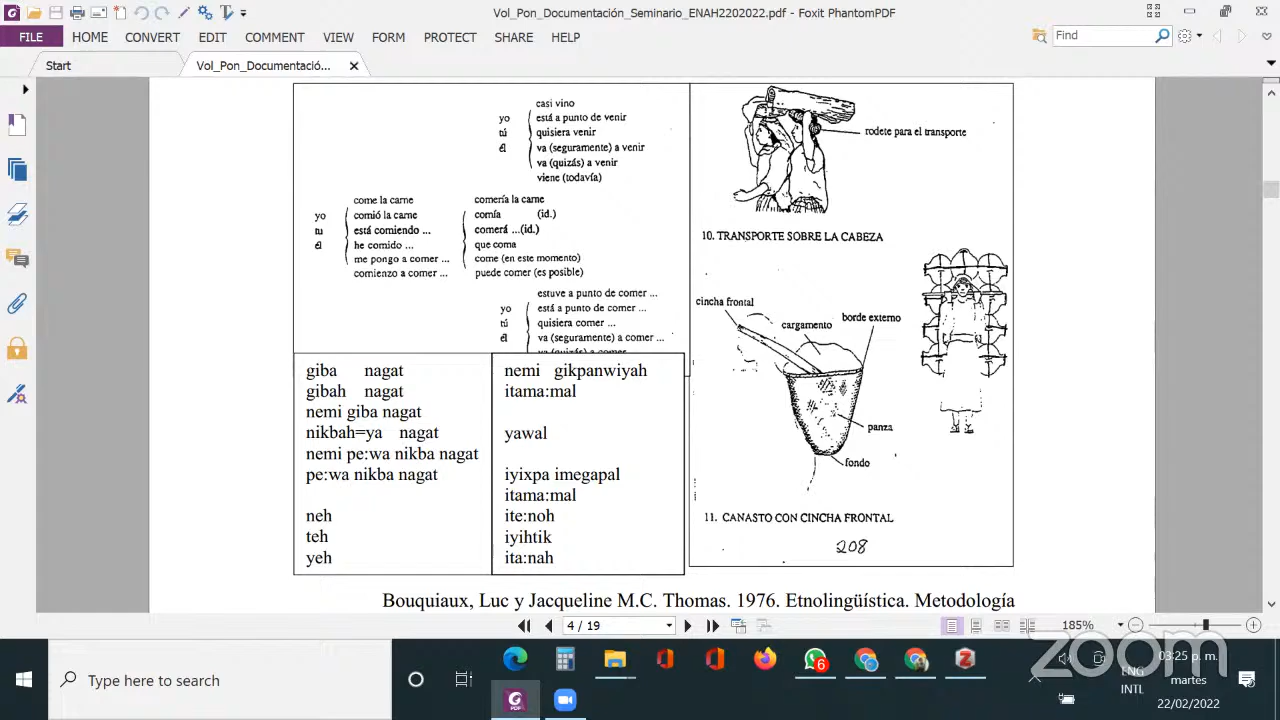 Vol_Pon_Documentación_Seminario_ENAH2202022.pdf - Foxit PhantomPDF
FILE HOME CONVERT EDIT COMMENT VIEW FORM PROTECT SHARE HELP
Find
Start
Vol_Pon_Documentació...
casi vino
yo está a punto de venir
tú quisiera venir
él va (seguramente) a venir
va (quizás) a venir
viene (todavía)
come la carne
yo comió la carne
tu está comiendo ...
él he comido ...
me pongo a comer ...
comienzo a comer ...
comería la carne
comía (id.)
comerá ...(id.)
que coma
come (en este momento)
puede comer (es posible)
estuve a punto de comer ...
yo está a punto de comer ...
tú quisiera comer ...
él va (seguramente) a comer ...
va (quizás) a comer
giba nagat
gibah nagat
nemi giba nagat
nikbah=ya nagat
nemi pe:wa nikba nagat
pe:wa nikba nagat
neh
teh
yeh
nemi gikpanwiyah
itama:mal
yawal
iyixpa imegapal
itama:mal
ite:noh
iyihtik
ita:nah
rodete para el transporte
10. TRANSPORTE SOBRE LA CABEZA
cincha frontal
cargamento
borde externo
panza
fondo
11. CANASTO CON CINCHA FRONTAL
208
Bouquiaux, Luc y Jacqueline M.C. Thomas. 1976. Etnolingüística. Metodología
4 / 19
185%
zoom
Type here to search
6
ENG
INTL
03:25 p. m.
martes
22/02/2022